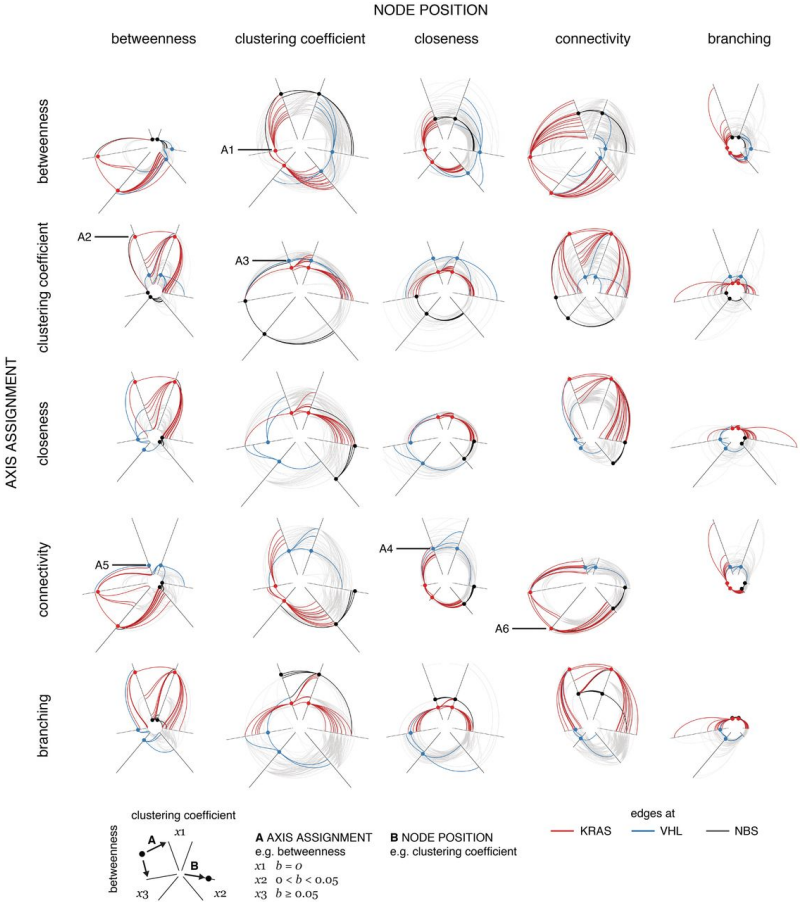 NODE POSITION
betweenness clustering coefficient closeness connectivity branching
AXIS ASSIGNMENT
betweenness
A1
clustering coefficient
A2
A3
closeness
connectivity
A4
A5
A6
branching
clustering coefficient
betweenness
A
B
x1
x2
x3
A AXIS ASSIGNMENT
e.g. betweenness
x1 b = 0
x2 0 < b < 0.05
x3 b ≥ 0.05
B NODE POSITION
e.g. clustering coefficient
edges at
KRAS VHL NBS